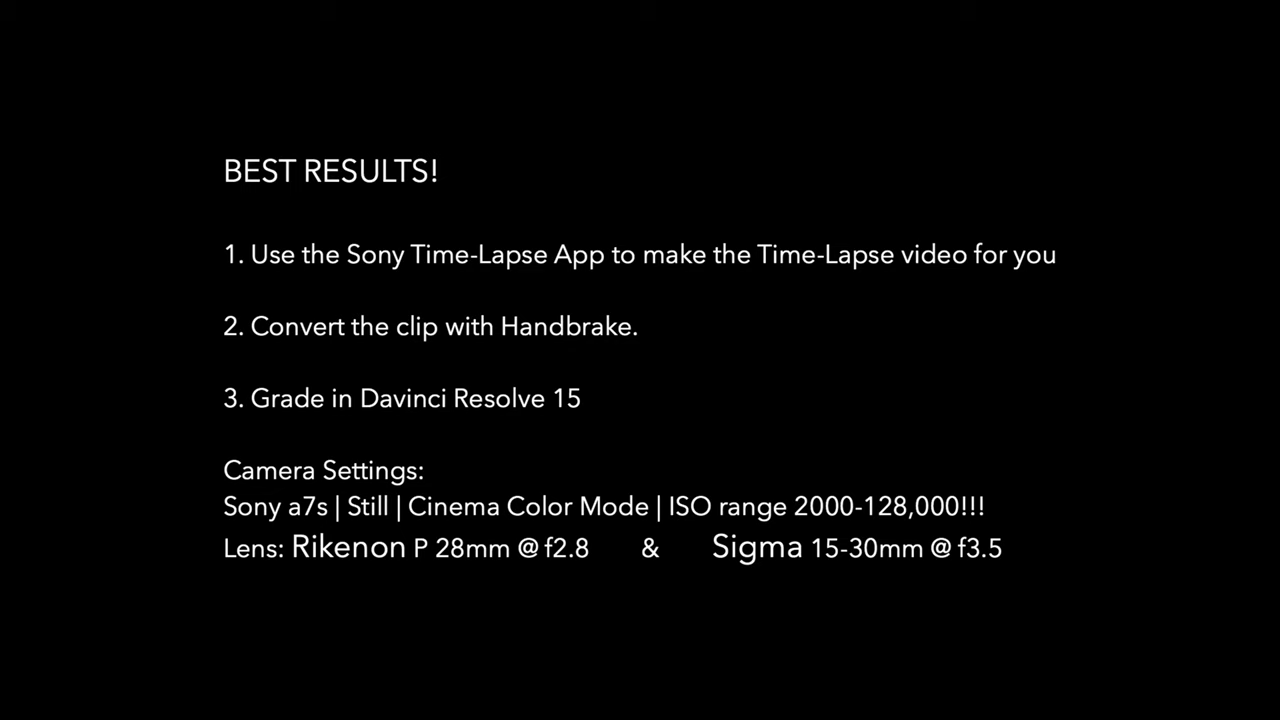 BEST RESULTS!
1. Use the Sony Time-Lapse App to make the Time-Lapse video for you
2. Convert the clip with Handbrake.
3. Grade in Davinci Resolve 15
Camera Settings:
Sony a7s | Still | Cinema Color Mode | ISO range 2000-128,000!!!
Lens: Rikenon P 28mm @ f2.8 & Sigma 15-30mm @ f3.5